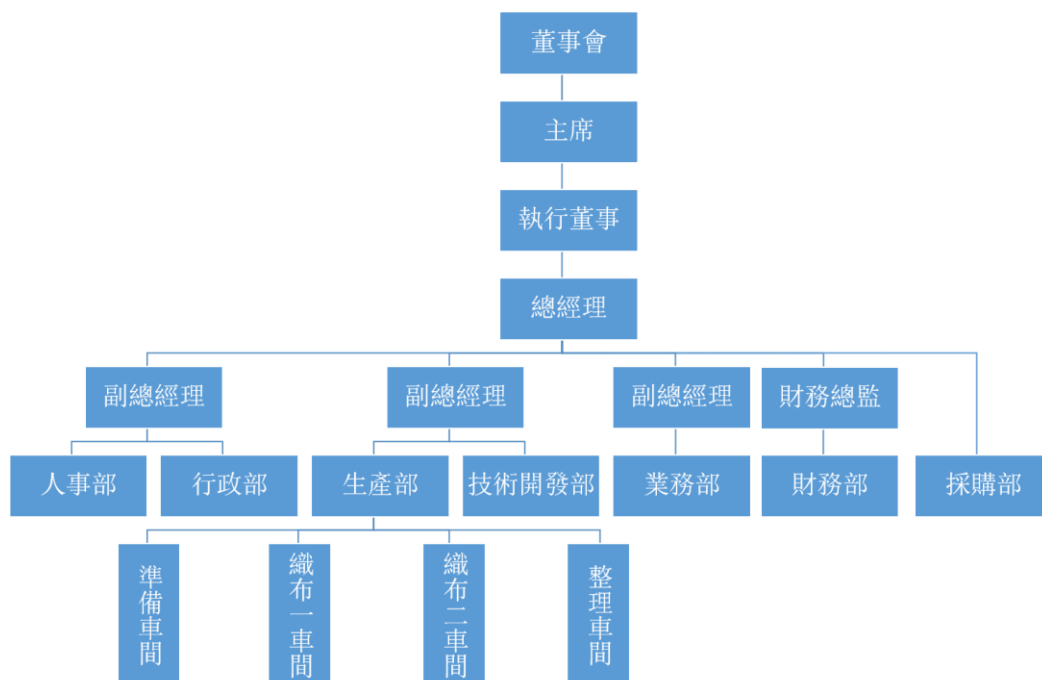 董事會
主席
執行董事
總經理
副總經理
副總經理
副總經理
財務總監
人事部
行政部
生產部
技術開發部
業務部
財務部
採購部
準備車間
織布一車間
織布二車間
整理車間